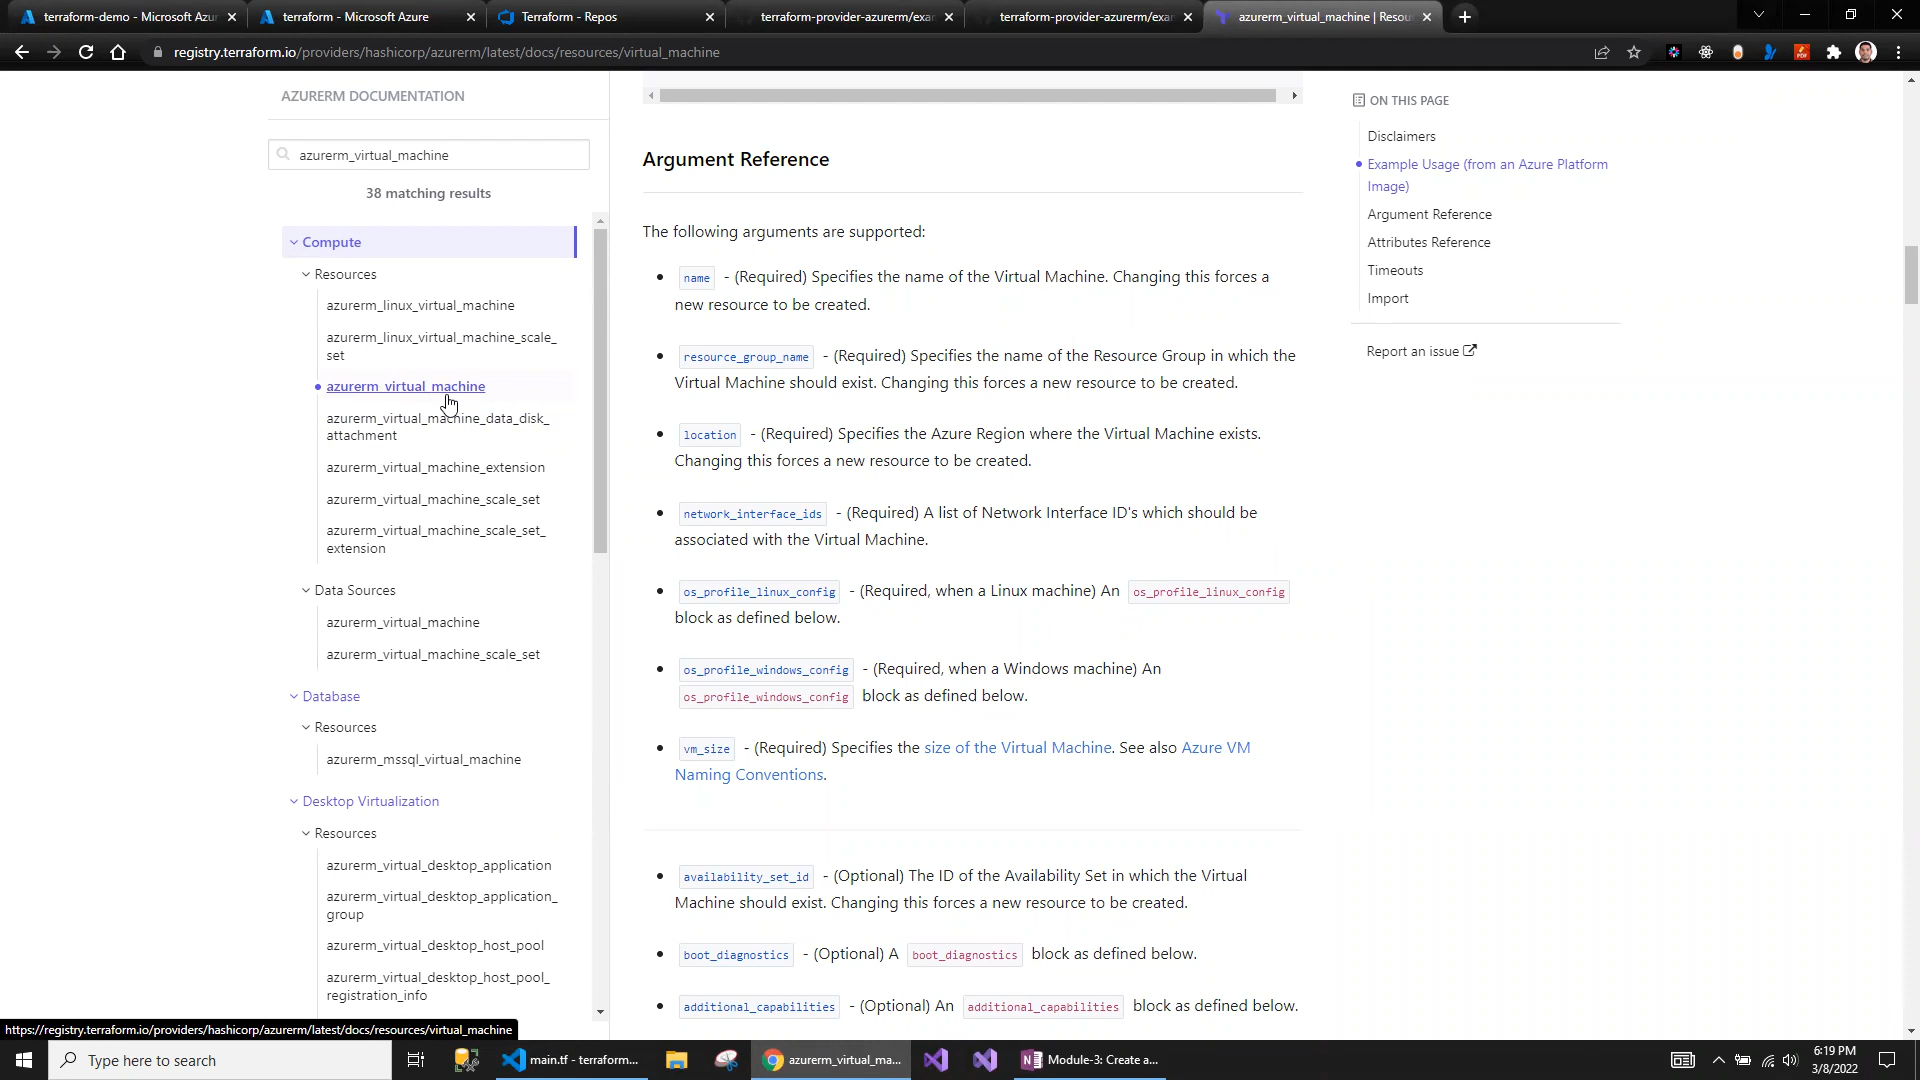 terraform-demo - Microsoft Azur
terraform - Microsoft Azure
Terraform - Repos
terraform-provider-azurerm/exar
terraform-provider-azurerm/exar
azurerm_virtual_machine | Resou
registry.terraform.io/providers/hashicorp/azurerm/latest/docs/resources/virtual_machine
AZURERM DOCUMENTATION
azurerm_virtual_machine
38 matching results
Compute
Resources
azurerm_linux_virtual_machine
azurerm_linux_virtual_machine_scale_
set
azurerm_virtual_machine
azurerm_virtual_machine_data_disk_
attachment
azurerm_virtual_machine_extension
azurerm_virtual_machine_scale_set
azurerm_virtual_machine_scale_set_
extension
Data Sources
azurerm_virtual_machine
azurerm_virtual_machine_scale_set
Database
Resources
azurerm_mssql_virtual_machine
Desktop Virtualization
Resources
azurerm_virtual_desktop_application
azurerm_virtual_desktop_application_
group
azurerm_virtual_desktop_host_pool
azurerm_virtual_desktop_host_pool_
registration_info
Argument Reference
The following arguments are supported:
name - (Required) Specifies the name of the Virtual Machine. Changing this forces a
new resource to be created.
resource_group_name - (Required) Specifies the name of the Resource Group in which the
Virtual Machine should exist. Changing this forces a new resource to be created.
location - (Required) Specifies the Azure Region where the Virtual Machine exists.
Changing this forces a new resource to be created.
network_interface_ids - (Required) A list of Network Interface ID's which should be
associated with the Virtual Machine.
os_profile_linux_config - (Required, when a Linux machine) An os_profile_linux_config
block as defined below.
os_profile_windows_config - (Required, when a Windows machine) An
os_profile_windows_config block as defined below.
vm_size - (Required) Specifies the size of the Virtual Machine. See also Azure VM
Naming Conventions.
availability_set_id - (Optional) The ID of the Availability Set in which the Virtual
Machine should exist. Changing this forces a new resource to be created.
boot_diagnostics - (Optional) A boot_diagnostics block as defined below.
additional_capabilities - (Optional) An additional_capabilities block as defined below.
ON THIS PAGE
Disclaimers
Example Usage (from an Azure Platform
Image)
Argument Reference
Attributes Reference
Timeouts
Import
Report an issue
https://registry.terraform.io/providers/hashicorp/azurerm/latest/docs/resources/virtual_machine
Type here to search
main.tf - terraform...
azurerm_virtual_ma...
Module-3: Create a...
6:19 PM
3/8/2022